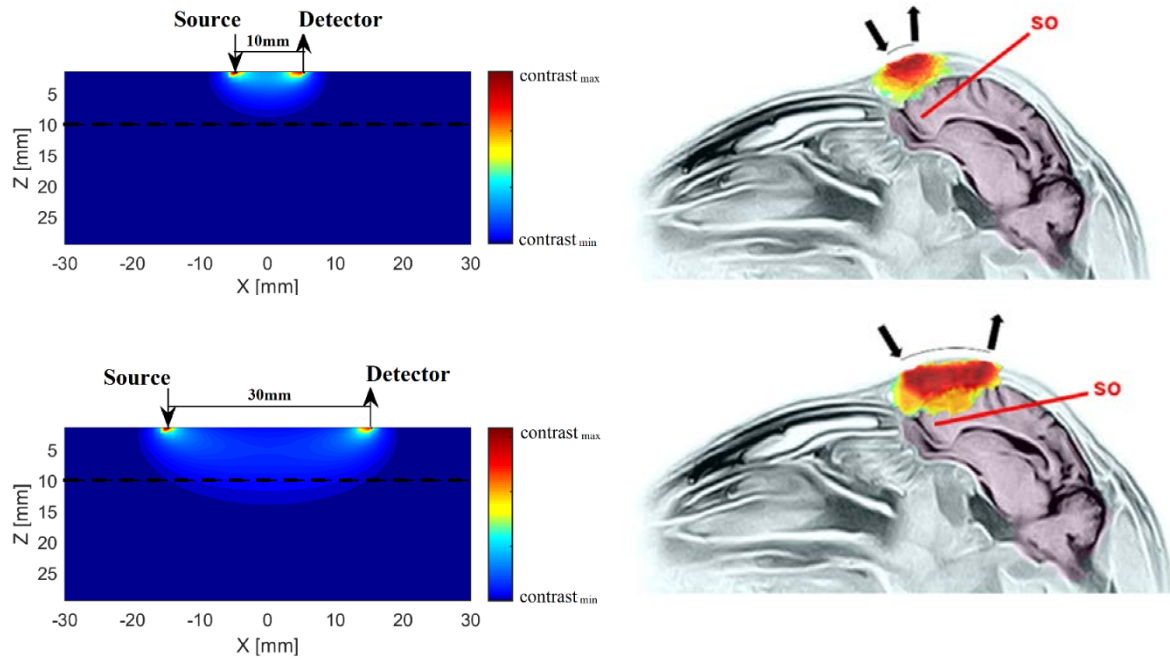 Source Detector
10mm
contrast max
5
10
15
20
25
Z [mm]
contrast min
-30 -20 -10 0 10 20 30
X [mm]
so
Source Detector
30mm
contrast max
5
10
15
20
25
Z [mm]
contrast min
-30 -20 -10 0 10 20 30
X [mm]
so